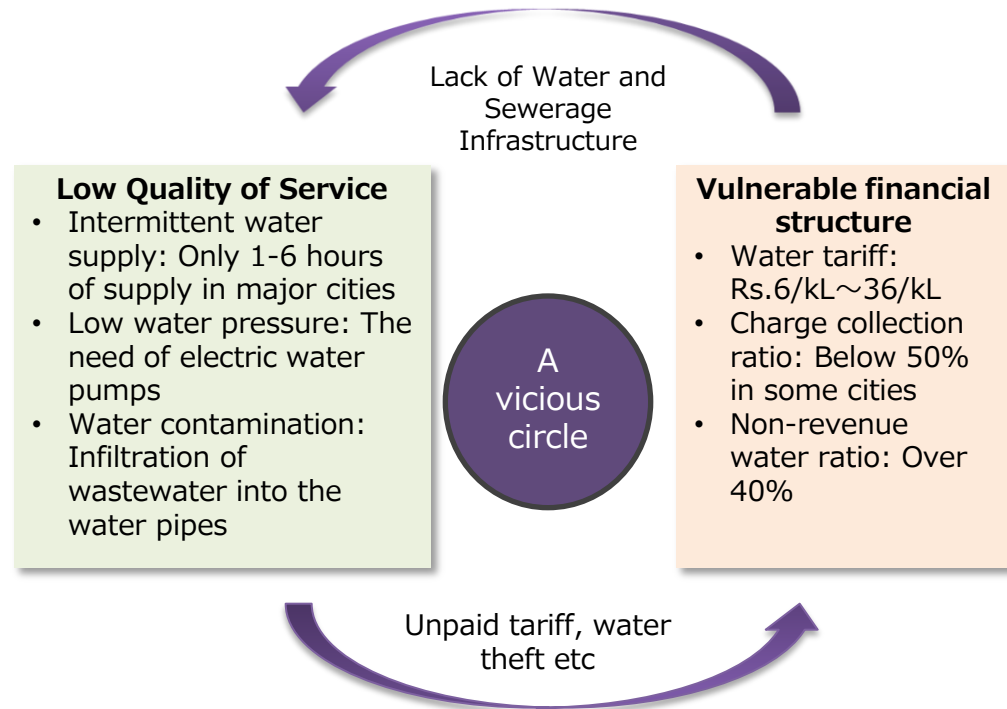 Lack of Water and
Sewerage
Infrastructure
Low Quality of Service
• Intermittent water
supply: Only 1-6 hours
of supply in major cities
• Low water pressure: The
need of electric water
pumps
• Water contamination:
Infiltration of
wastewater into the
water pipes
A
vicious
circle
Vulnerable financial
structure
• Water tariff:
Rs.6/kL～36/kL
• Charge collection
ratio: Below 50%
in some cities
• Non-revenue
water ratio: Over
40%
Unpaid tariff, water
theft etc